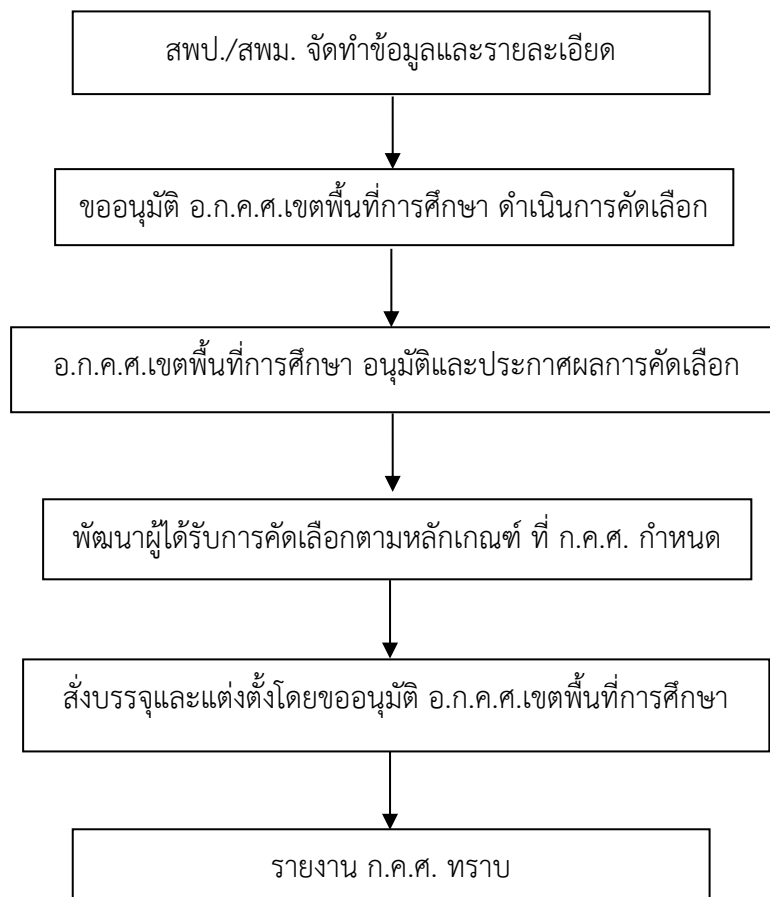 สพป./สพม. จัดทำข้อมูลและรายละเอียด
ขออนุมัติ อ.ก.ค.ศ.เขตพื้นที่การศึกษา ดำเนินการคัดเลือก
อ.ก.ค.ศ.เขตพื้นที่การศึกษา อนุมัติและประกาศผลการคัดเลือก
พัฒนาผู้ได้รับการคัดเลือกตามหลักเกณฑ์ ที่ ก.ค.ศ. กำหนด
สั่งบรรจุและแต่งตั้งโดยขออนุมัติ อ.ก.ค.ศ.เขตพื้นที่การศึกษา
รายงาน ก.ค.ศ. ทราบ